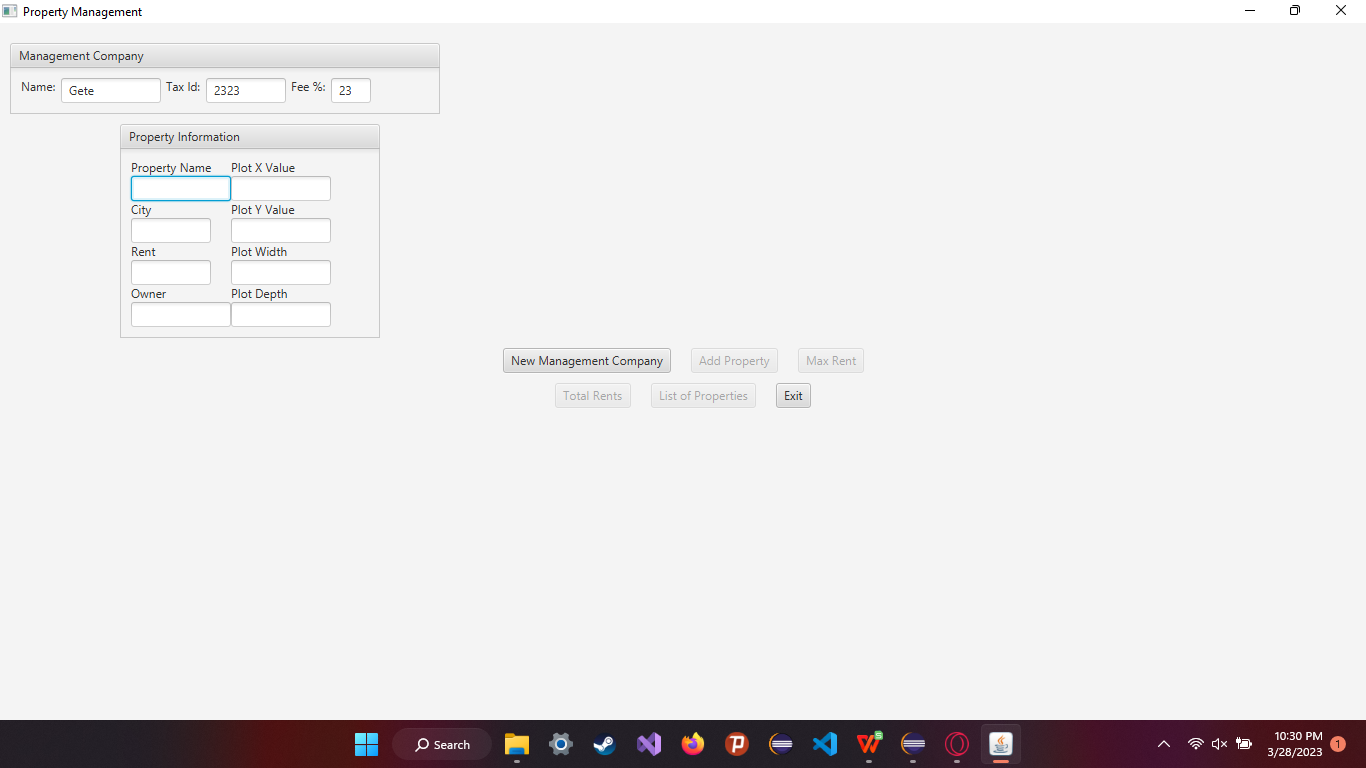 Property Management
Management Company
Name: Gete Tax Id: 2323 Fee %: 23
Property Information
Property Name Plot X Value
City Plot Y Value
Rent Plot Width
Owner Plot Depth
New Management Company Add Property Max Rent
Total Rents List of Properties Exit
Search
10:30 PM
3/28/2023
1